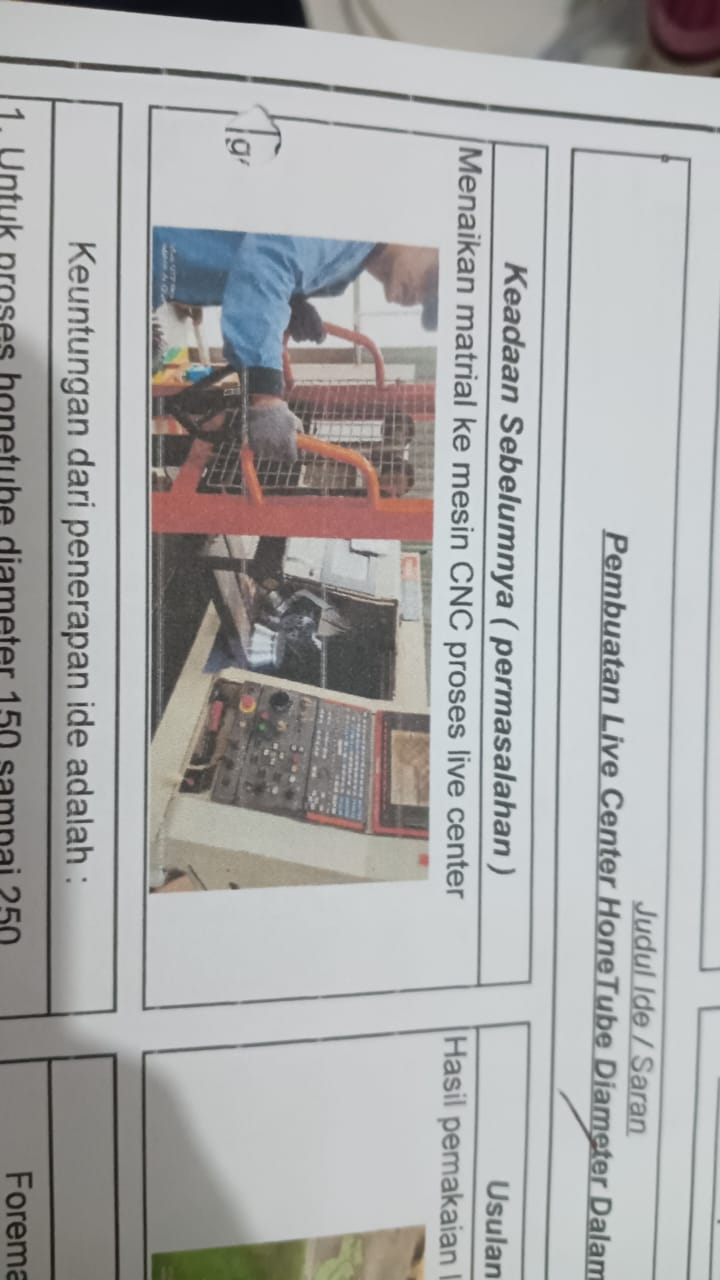 Judul Ide / Saran
Pembuatan Live Center HoneTube Diameter Dalam
Keadaan Sebelumnya ( permasalahan )
Menaikan matrial ke mesin CNC proses live center
Usulan
Hasil pemakaian
Keuntungan dari penerapan ide adalah :
1. Untuk proses honetube diameter 150 sampai 250
Forema